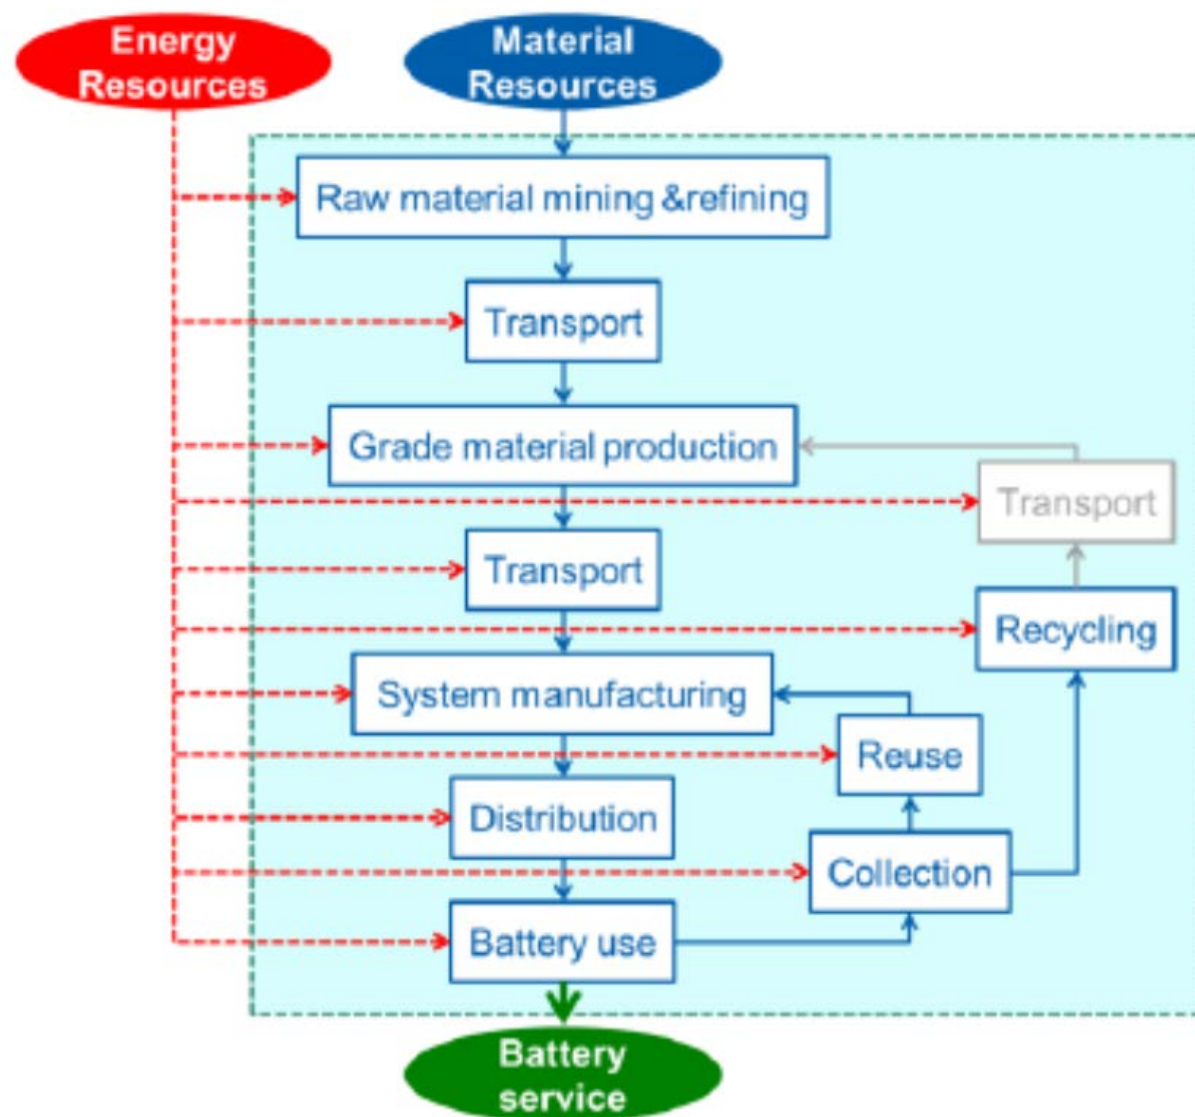 Energy
Resources
Material
Resources
Raw material mining &refining
Transport
Grade material production
Transport
Transport
Recycling
System manufacturing
Reuse
Distribution
Collection
Battery use
Battery
service